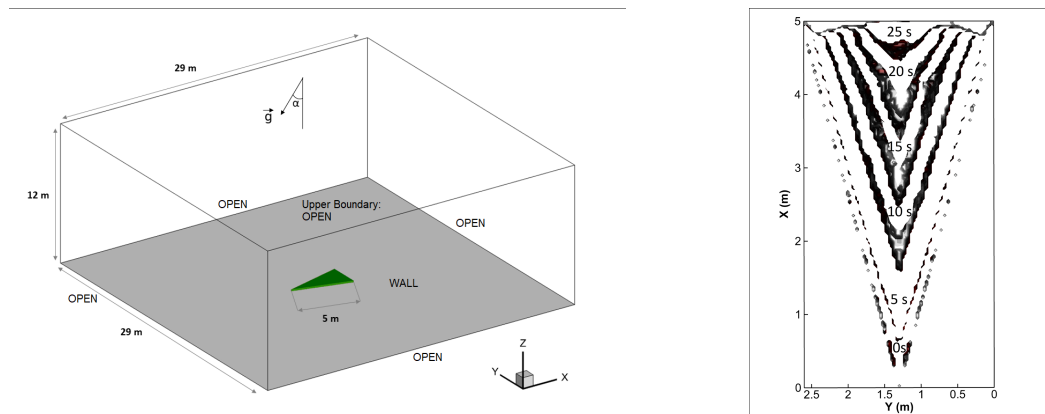 29 m
g
α
12 m
OPEN
Upper Boundary:
OPEN
OPEN
WALL
OPEN
5 m
29 m
OPEN
Z
Y
X
5
25 s
20 s
4
15 s
3
X (m)
10 s
2
5 s
1
0s
0
2.5 2 1.5 1 0.5 0
Y (m)